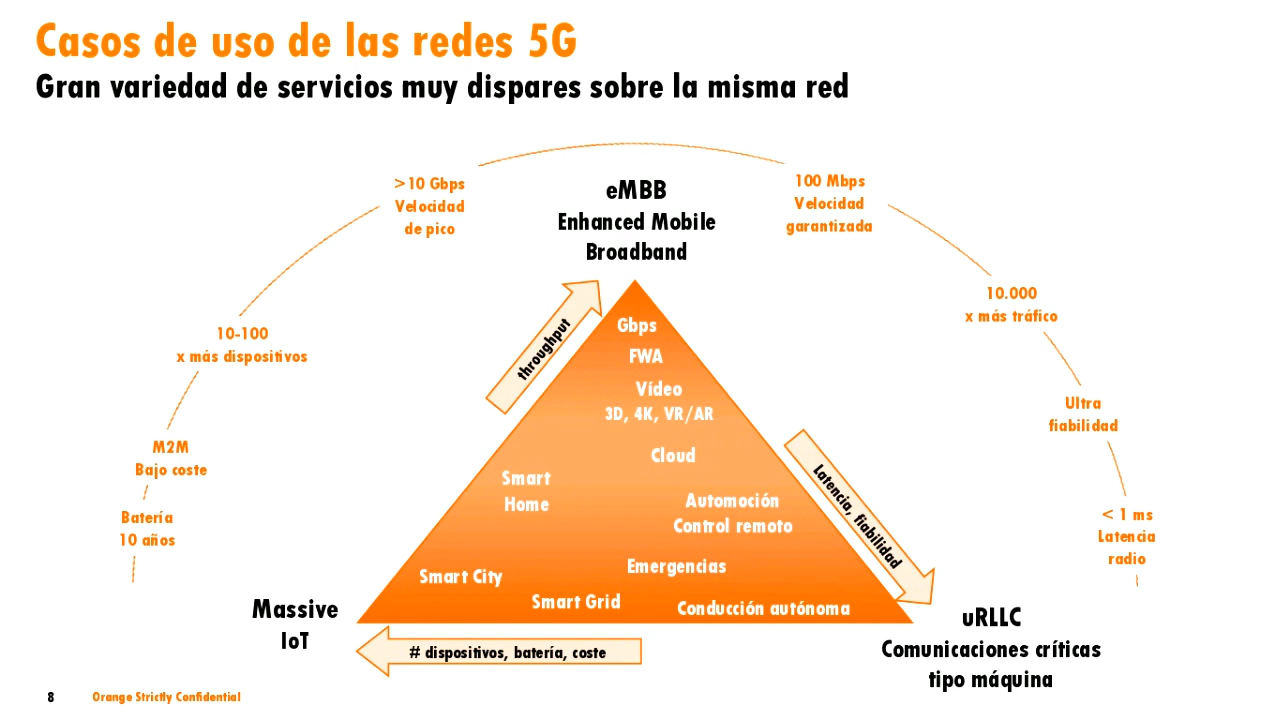 Casos de uso de las redes 5G
Gran variedad de servicios muy dispares sobre la misma red
>10 Gbps
Velocidad
de pico
eMBB
Enhanced Mobile
Broadband
100 Mbps
Velocidad
garantizada
10-100
x más dispositivos
10.000
x más tráfico
M2M
Bajo coste
Ultra
fiabilidad
Batería
10 años
< 1 ms
Latencia
radio
throughput
Gbps
FWA
Vídeo
3D, 4K, VR/AR
Cloud
Smart
Home
Automoción
Control remoto
Latencia, fiabilidad
Emergencias
Smart City
Smart Grid
Conducción autónoma
Massive
IoT
uRLLC
Comunicaciones críticas
tipo máquina
# dispositivos, batería, coste
8
Orange Strictly Confidential